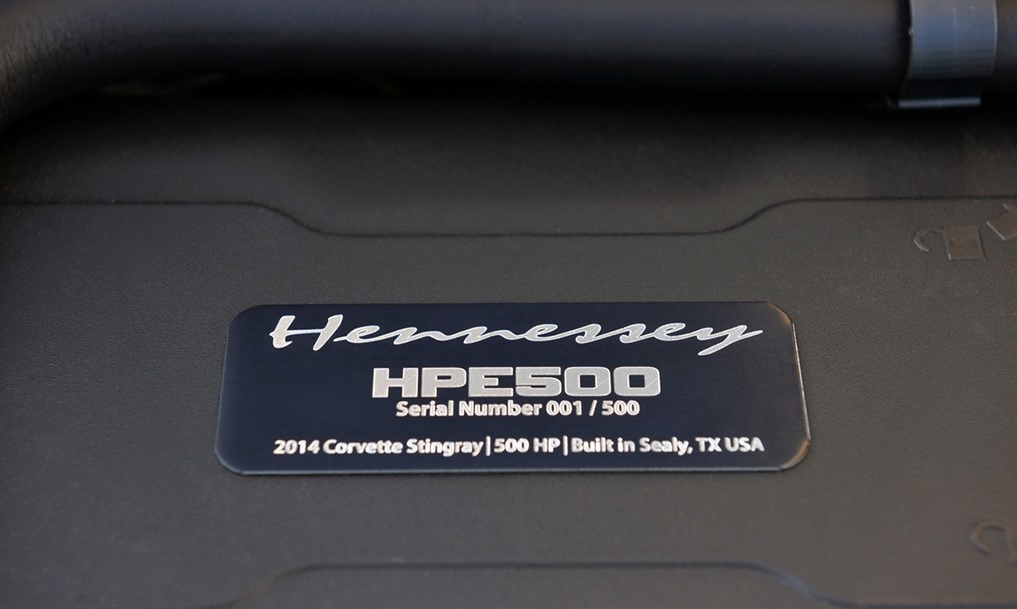 Hennessey
HPE500
Serial Number 001 / 500
2014 Corvette Stingray|500 HP|Built in Sealy, TX USA